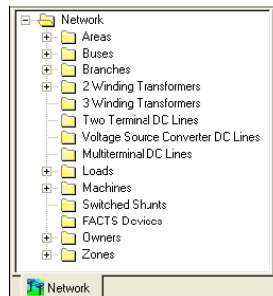 Network
Areas
Buses
Branches
2 Winding Transformers
3 Winding Transformers
Two Terminal DC Lines
Voltage Source Converter DC Lines
Multiterminal DC Lines
Loads
Machines
Switched Shunts
FACTS Devices
Owners
Zones
Network